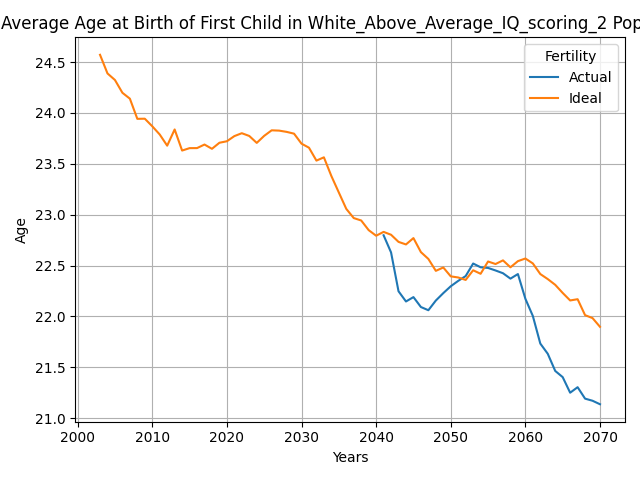 Average Age at Birth of First Child in White_Above_Average_IQ_scoring_2 Pop
Fertility
Actual
Ideal
24.5
24.0
23.5
23.0
22.5
22.0
21.5
21.0
Age
2000 2010 2020 2030 2040 2050 2060 2070
Years